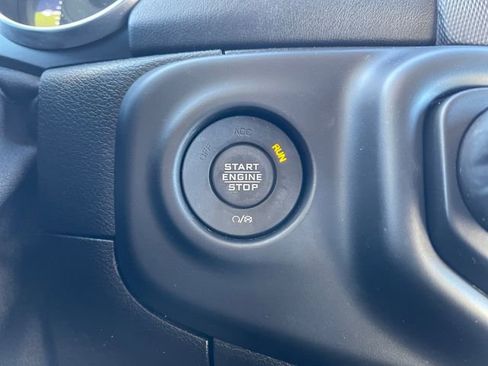 ACC
OFF
RUN
START
ENGINE
STOP